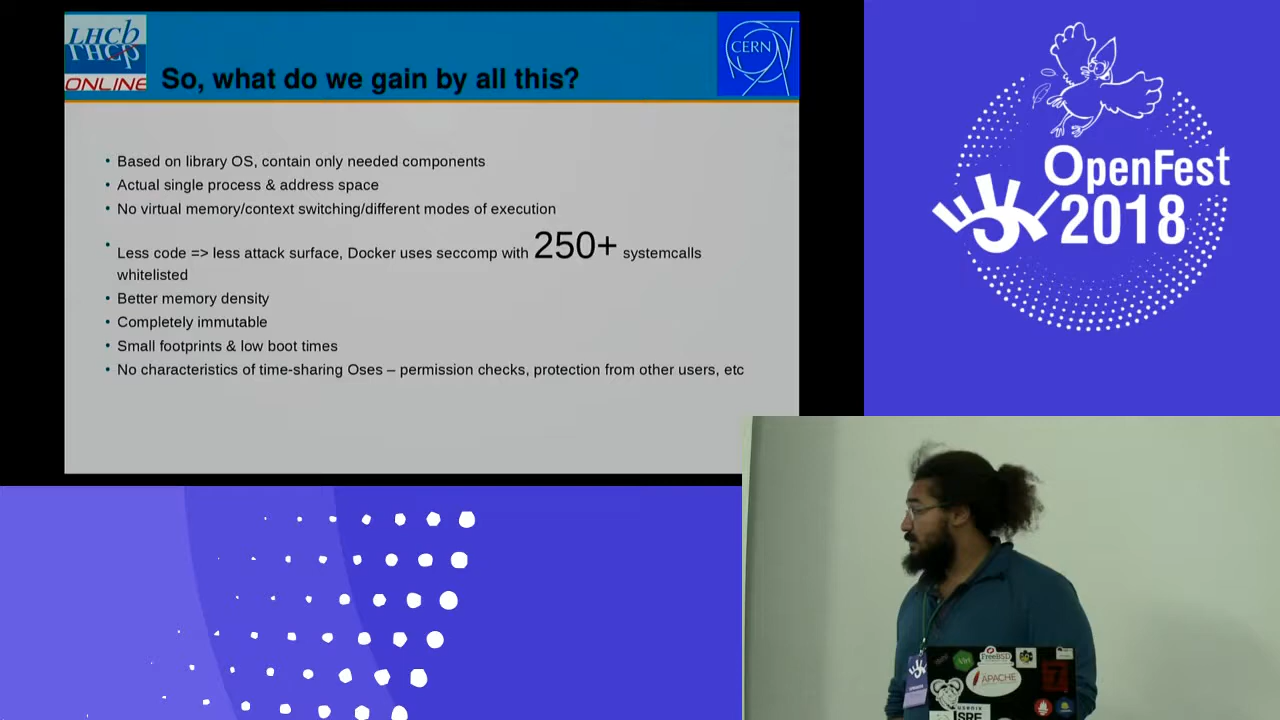 LHCb
ONLINE
So, what do we gain by all this?
CERN
• Based on library OS, contain only needed components
• Actual single process & address space
• No virtual memory/context switching/different modes of execution
• Less code => less attack surface, Docker uses seccomp with 250+ systemcalls
whitelisted
• Better memory density
• Completely immutable
• Small footprints & low boot times
• No characteristics of time-sharing Oses – permission checks, protection from other users, etc
OpenFest
2018
FreeBSD
APACHE
USENIX